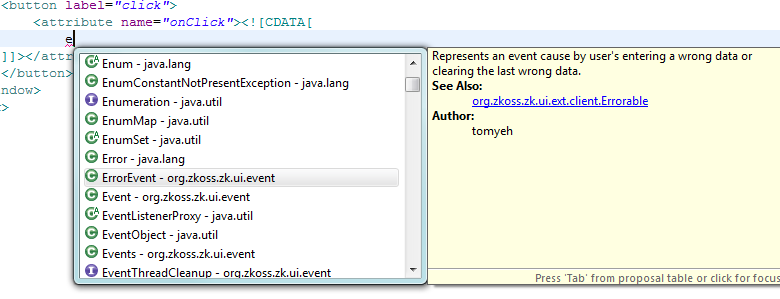 <button label="click">
<attribute name="onClick"><![CDATA[
e
]]></att
</button>
ndow>
>
Enum - java.lang
EnumConstantNotPresentException - java.lang
Enumeration - java.util
EnumMap - java.util
EnumSet - java.util
Error - java.lang
ErrorEvent - org.zkoss.zk.ui.event
Event - org.zkoss.zk.ui.event
EventListenerProxy - java.util
EventObject - java.util
Events - org.zkoss.zk.ui.event
EventThreadCleanup - org.zkoss.zk.ui.event
Represents an event cause by user's entering a wrong data or
clearing the last wrong data.
See Also:
org.zkoss.zk.ui.ext.client.Errorable
Author:
tomyeh
Press 'Tab' from proposal table or click for focus